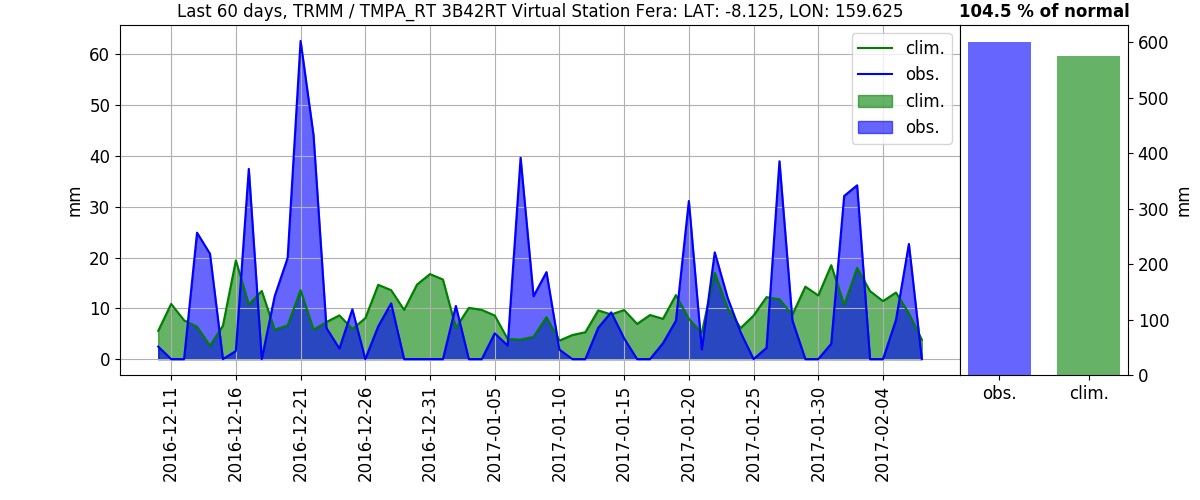 Last 60 days, TRMM / TMPA_RT 3B42RT Virtual Station Fera: LAT: -8.125, LON: 159.625
104.5 % of normal
clim.
obs.
clim.
obs.
mm
60
50
40
30
20
10
0
2016-12-11
2016-12-16
2016-12-21
2016-12-26
2016-12-31
2017-01-05
2017-01-10
2017-01-15
2017-01-20
2017-01-25
2017-01-30
2017-02-04
600
500
400
300
200
100
0
mm
obs.
clim.